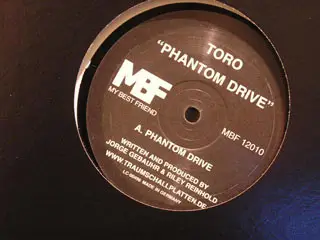 TORO
"PHANTOM DRIVE"
MBF
MY BEST FRIEND
MBF 12010
A. PHANTOM DRIVE
WRITTEN AND PRODUCED BY
JORGE GEBAUHR & RILEY REINHOLD
WWW.TRAUMSCHALLPLATTEN.DE
MADE IN GERMANY